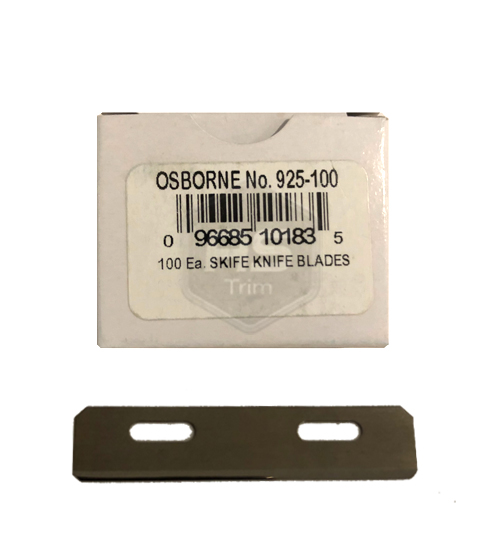 OSBORNE No. 925-100
0 96685 10183 5
100 Ea. SKIFE KNIFE BLADES
Trim